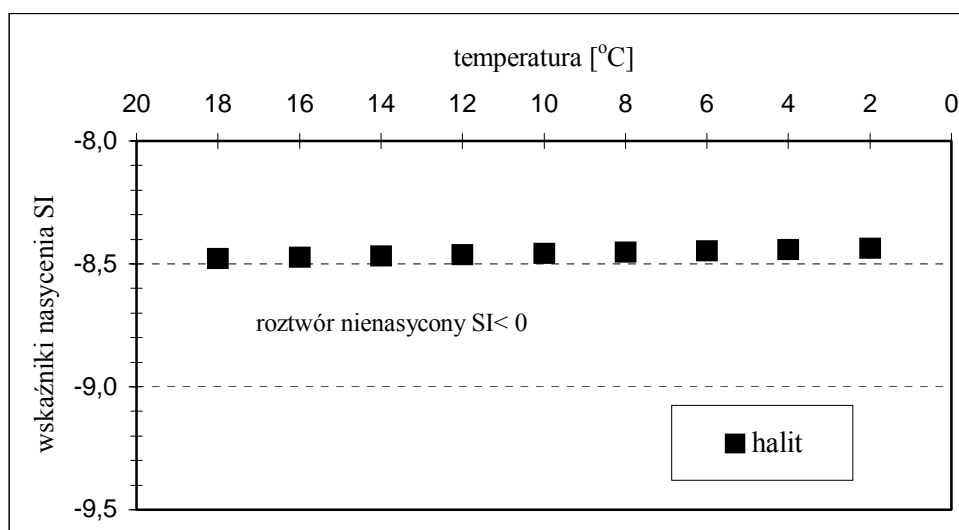 temperatura [°C]
20 18 16 14 12 10 8 6 4 2 0
-8,0
-8,5
-9,0
-9,5
wskaźniki nasycenia SI
roztwór nienasycony SI< 0
halit